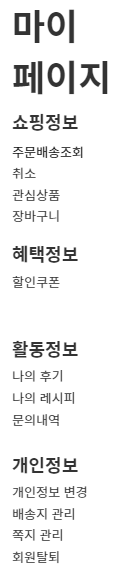 마이
페이지
쇼핑정보
주문배송조회
취소
관심상품
장바구니
혜택정보
할인쿠폰
활동정보
나의 후기
나의 레시피
문의내역
개인정보
개인정보 변경
배송지 관리
쪽지 관리
회원탈퇴